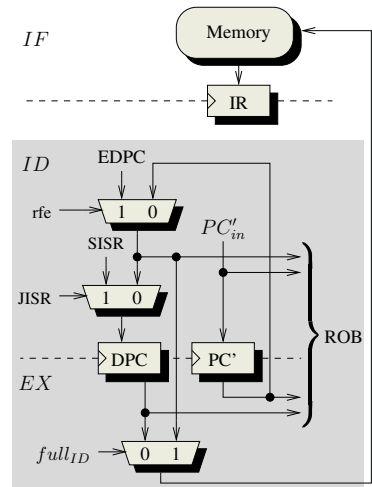 IF
Memory
IR
ID
EDPC
rfe
1 0
SISR
PC'in
JISR
1 0
ROB
DPC
PC'
EX
fullID
0 1